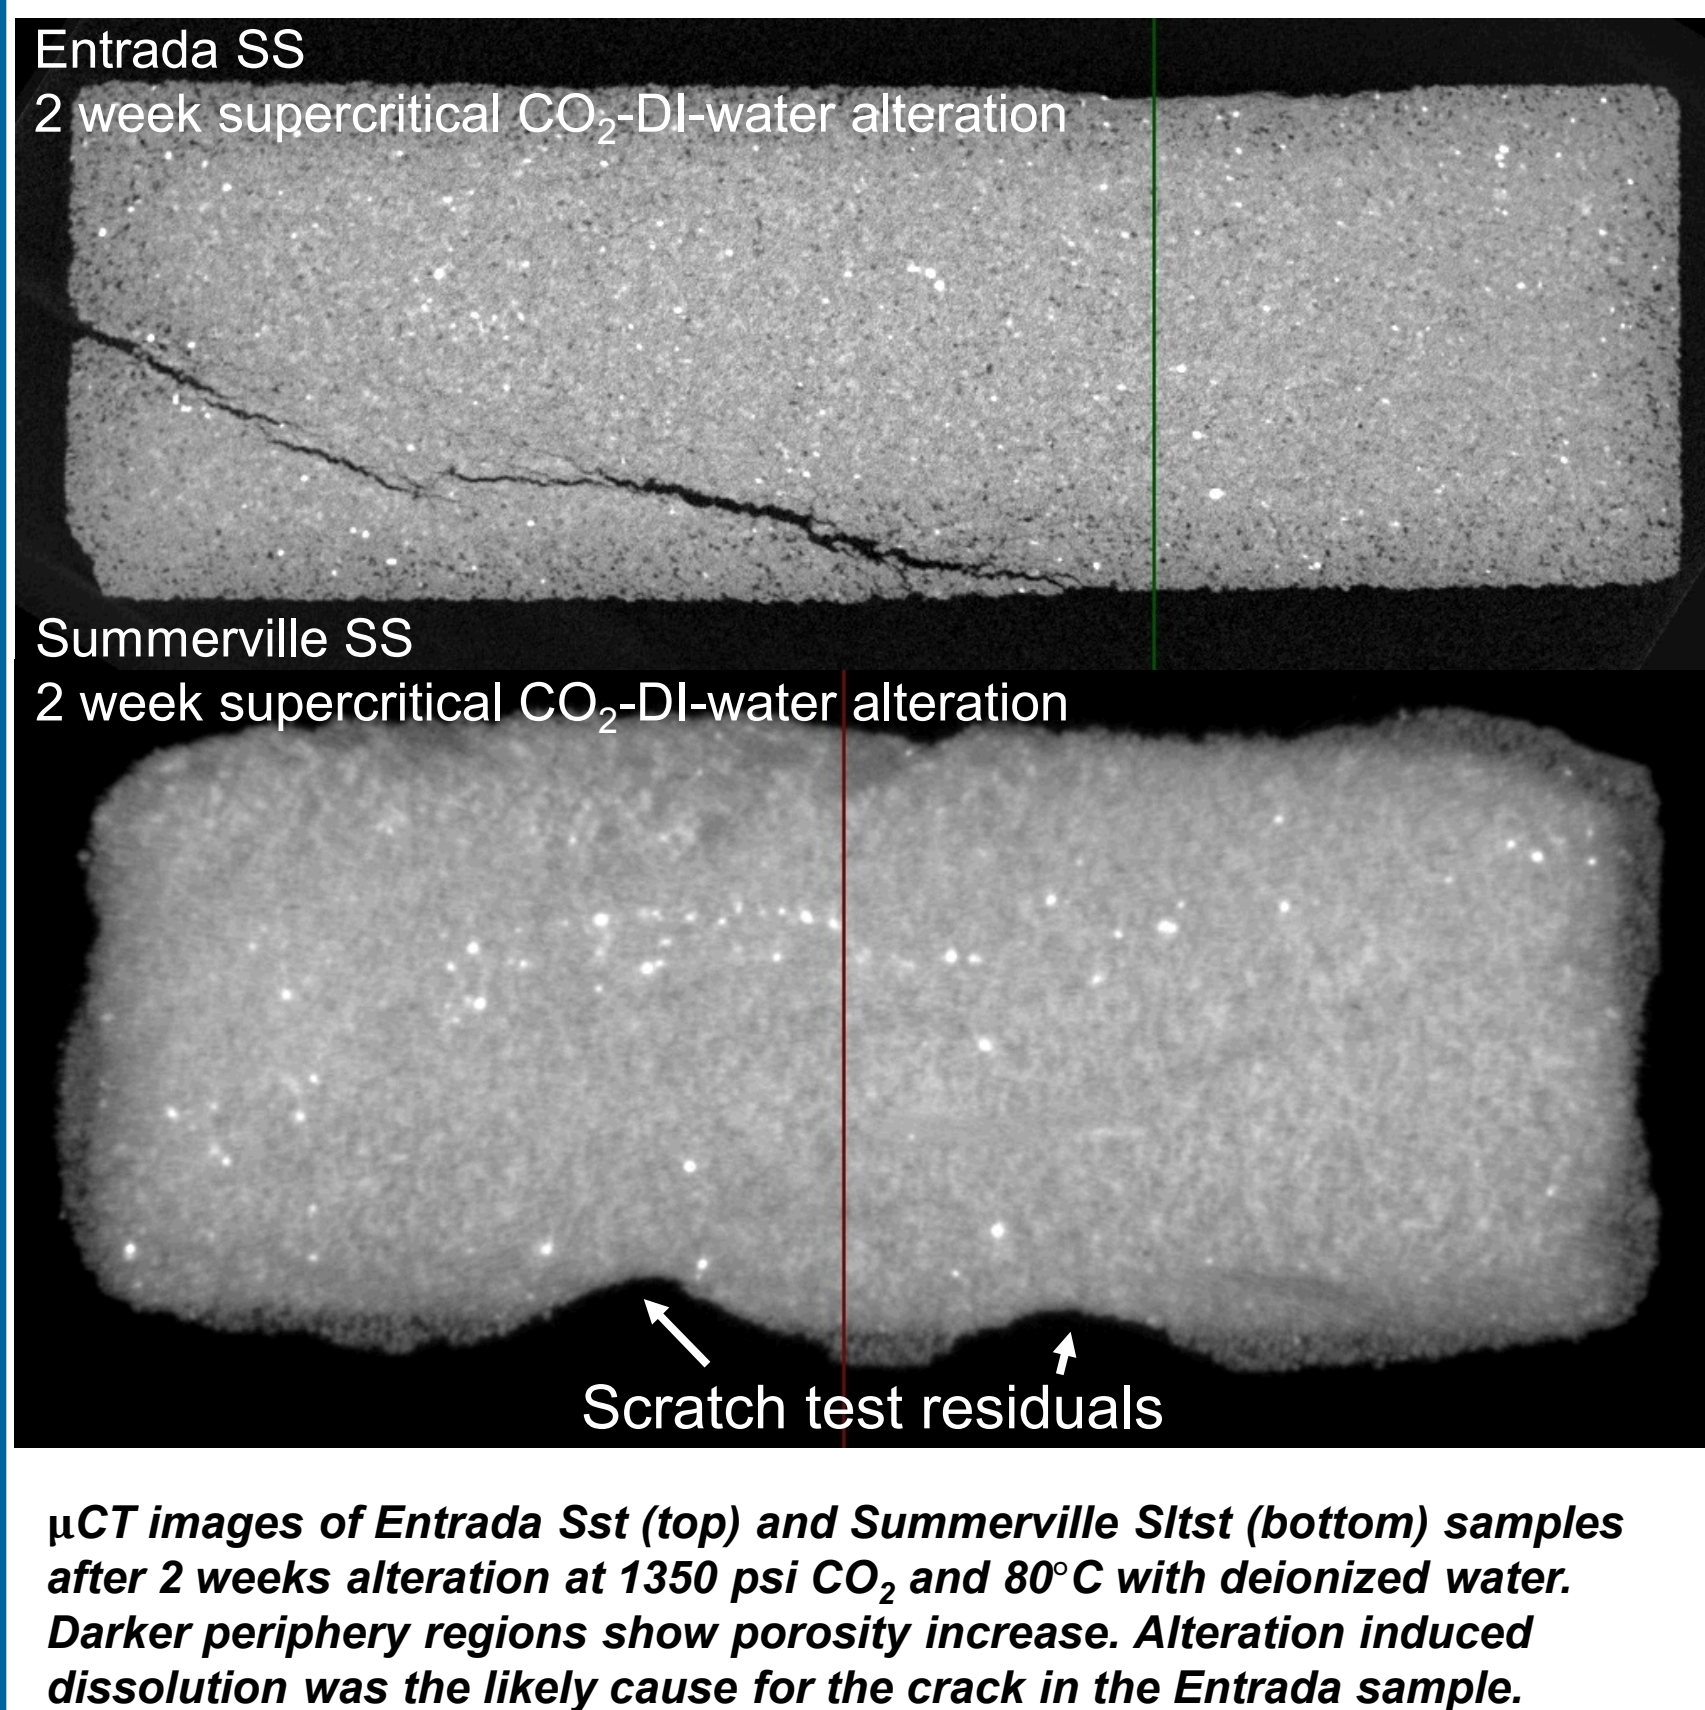 Entrada SS
2 week supercritical CO₂-DI-water alteration
Summerville SS
2 week supercritical CO₂-DI-water alteration
Scratch test residuals
μCT images of Entrada Sst (top) and Summerville Sltst (bottom) samples
after 2 weeks alteration at 1350 psi CO₂ and 80°C with deionized water.
Darker periphery regions show porosity increase. Alteration induced
dissolution was the likely cause for the crack in the Entrada sample.